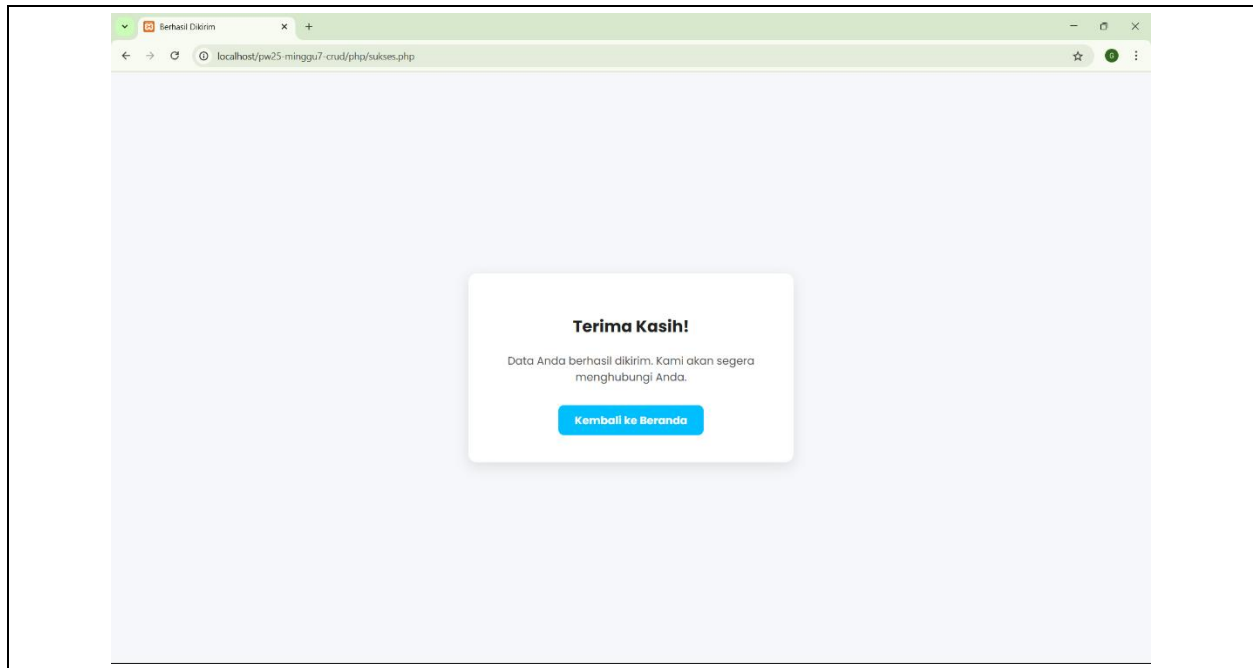 Berhasil Dikirim
localhost/pw25-minggu7-crud/php/sukses.php
G
Terima Kasih!
Data Anda berhasil dikirim. Kami akan segera
menghubungi Anda.
Kembali ke Beranda